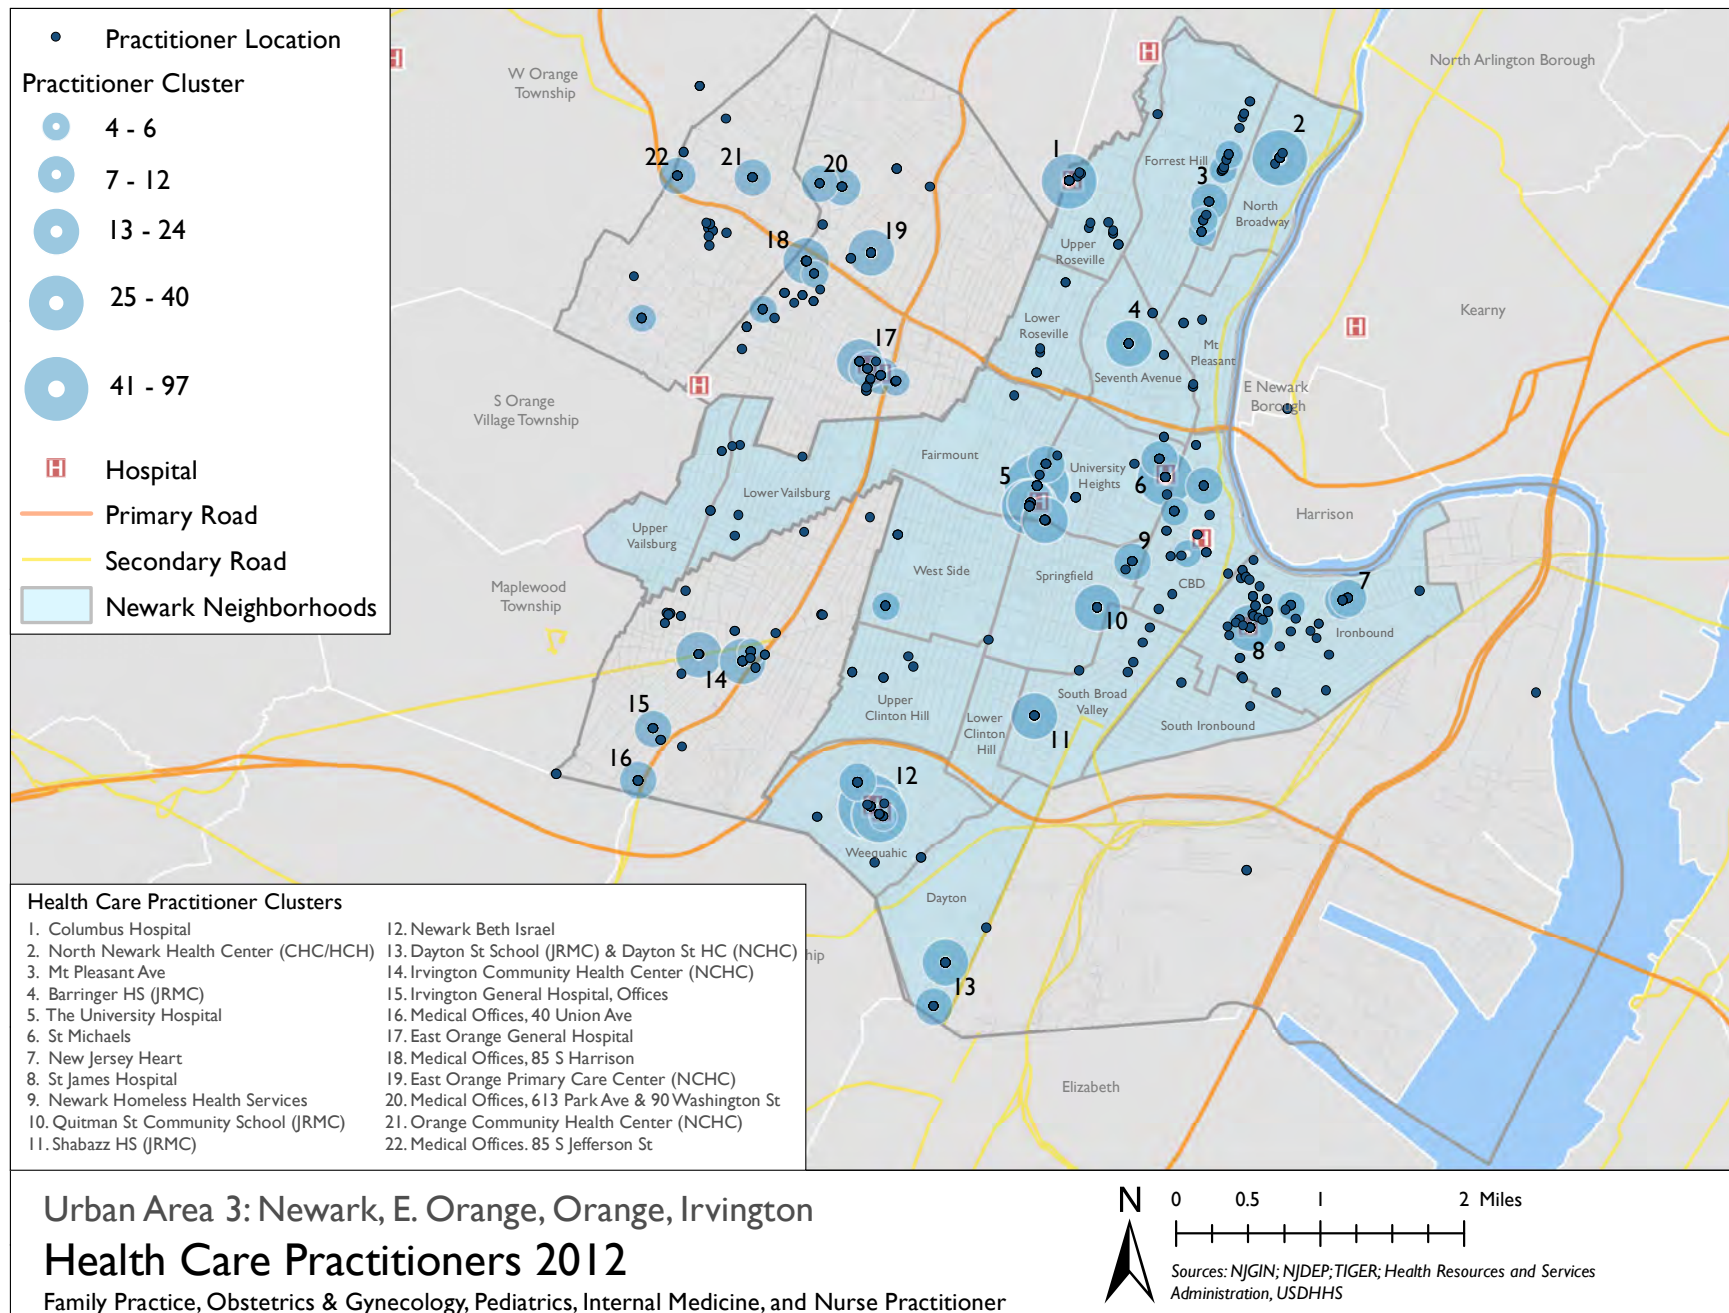 Practitioner Location
Practitioner Cluster
4 - 6
7 - 12
13 - 24
25 - 40
41 - 97
H Hospital
Primary Road
Secondary Road
Newark Neighborhoods
W Orange
Township
North Arlington Borough
Kearny
S Orange
Village Township
Maplewood
Township
E Newark
Borough
Harrison
Elizabeth
hip
Forrest Hill
North
Broadway
Upper
Roseville
Lower
Roseville
Mt
Pleasant
Seventh Avenue
Fairmount
University
Heights
Lower Vailsburg
Upper
Vailsburg
West Side
Springfield
CBD
Ironbound
South Ironbound
South Broad
Valley
Upper
Clinton Hill
Lower
Clinton
Hill
Weequahic
Dayton
1
2
3
4
5
6
7
8
9
10
11
12
13
14
15
16
17
18
19
20
21
22
H
H
H
H
H
Health Care Practitioner Clusters
1. Columbus Hospital
2. North Newark Health Center (CHC/HCH)
3. Mt Pleasant Ave
4. Barringer HS (JRMC)
5. The University Hospital
6. St Michaels
7. New Jersey Heart
8. St James Hospital
9. Newark Homeless Health Services
10. Quitman St Community School (JRMC)
11. Shabazz HS (JRMC)
12. Newark Beth Israel
13. Dayton St School (JRMC) & Dayton St HC (NCHC)
14. Irvington Community Health Center (NCHC)
15. Irvington General Hospital, Offices
16. Medical Offices, 40 Union Ave
17. East Orange General Hospital
18. Medical Offices, 85 S Harrison
19. East Orange Primary Care Center (NCHC)
20. Medical Offices, 613 Park Ave & 90 Washington St
21. Orange Community Health Center (NCHC)
22. Medical Offices. 85 S Jefferson St
Urban Area 3: Newark, E. Orange, Orange, Irvington
Health Care Practitioners 2012
Family Practice, Obstetrics & Gynecology, Pediatrics, Internal Medicine, and Nurse Practitioner
N
0 0.5 1 2 Miles
Sources: NJGIN; NJDEP; TIGER; Health Resources and Services
Administration, USDHHS